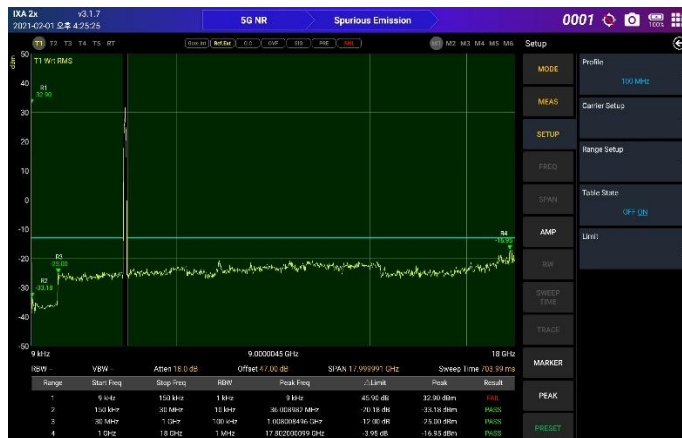 IXA 2x v3.1.7
2021-02-01 오후 4:25:25
5G NR Spurious Emission
0001 100%
T1 T2 T3 T4 T5 RT
Ref.Ext CC OVF PRE FAIL
M1 M2 M3 M4 M5 M6
Setup
T1 Wrt RMS
dBm
50
40
30
20
10
0
-10
-20
-30
-40
-50
R1
32.90
R2
-33.18
R3
-25.00
R4
-16.95
9 kHz 9.0000045 GHz 18 GHz
RBW -- VBW -- Atten 18.0 dB Offset 47.00 dB SPAN 17.999991 GHz Sweep Time 703.99 ms
Range Start Freq Stop Freq RBW Peak Freq △Limit Peak Result
1 9 kHz 150 kHz 1 kHz 9 kHz 45.90 dB 32.90 dBm FAIL
2 150 kHz 30 MHz 10 kHz 36.008982 MHz -20.18 dB -33.18 dBm PASS
3 30 MHz 1 GHz 100 kHz 1.008008496 GHz -12.00 dB 25.00 dBm PASS
4 1 GHz 18 GHz 1 MHz 17.802000099 GHz -3.95 dB -16.95 dBm PASS
MODE
MEAS
SETUP
FREQ
SPAN
AMP
BW
SWEEP
TIME
TRACE
MARKER
PEAK
PRESET
Profile
100 MHz
Carrier Setup
Range Setup
Table State
OFF ON
Limit